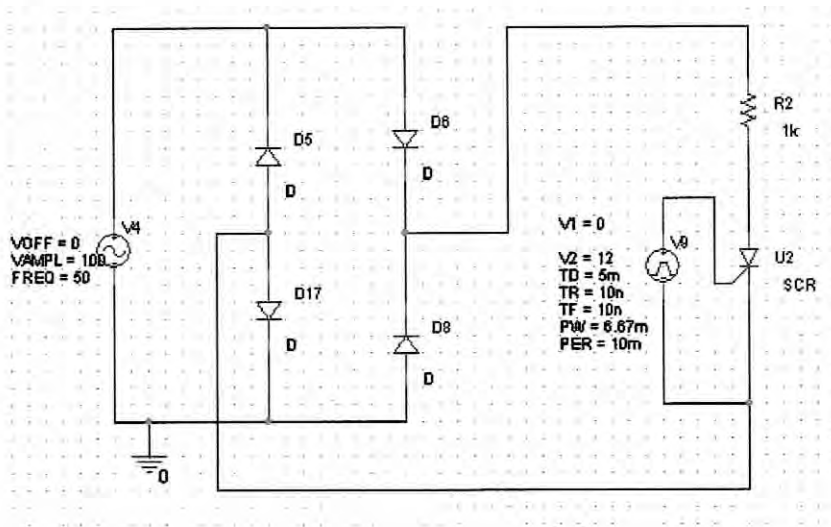 D5
D
D6
D
R2
1k
V4
VOFF = 0
VAMPL = 100
FREQ = 50
V1 = 0
V9
V2 = 12
TD = 5m
TR = 10n
TF = 10n
PW = 6.67m
PER = 10m
U2
SCR
D17
D
D8
D
0